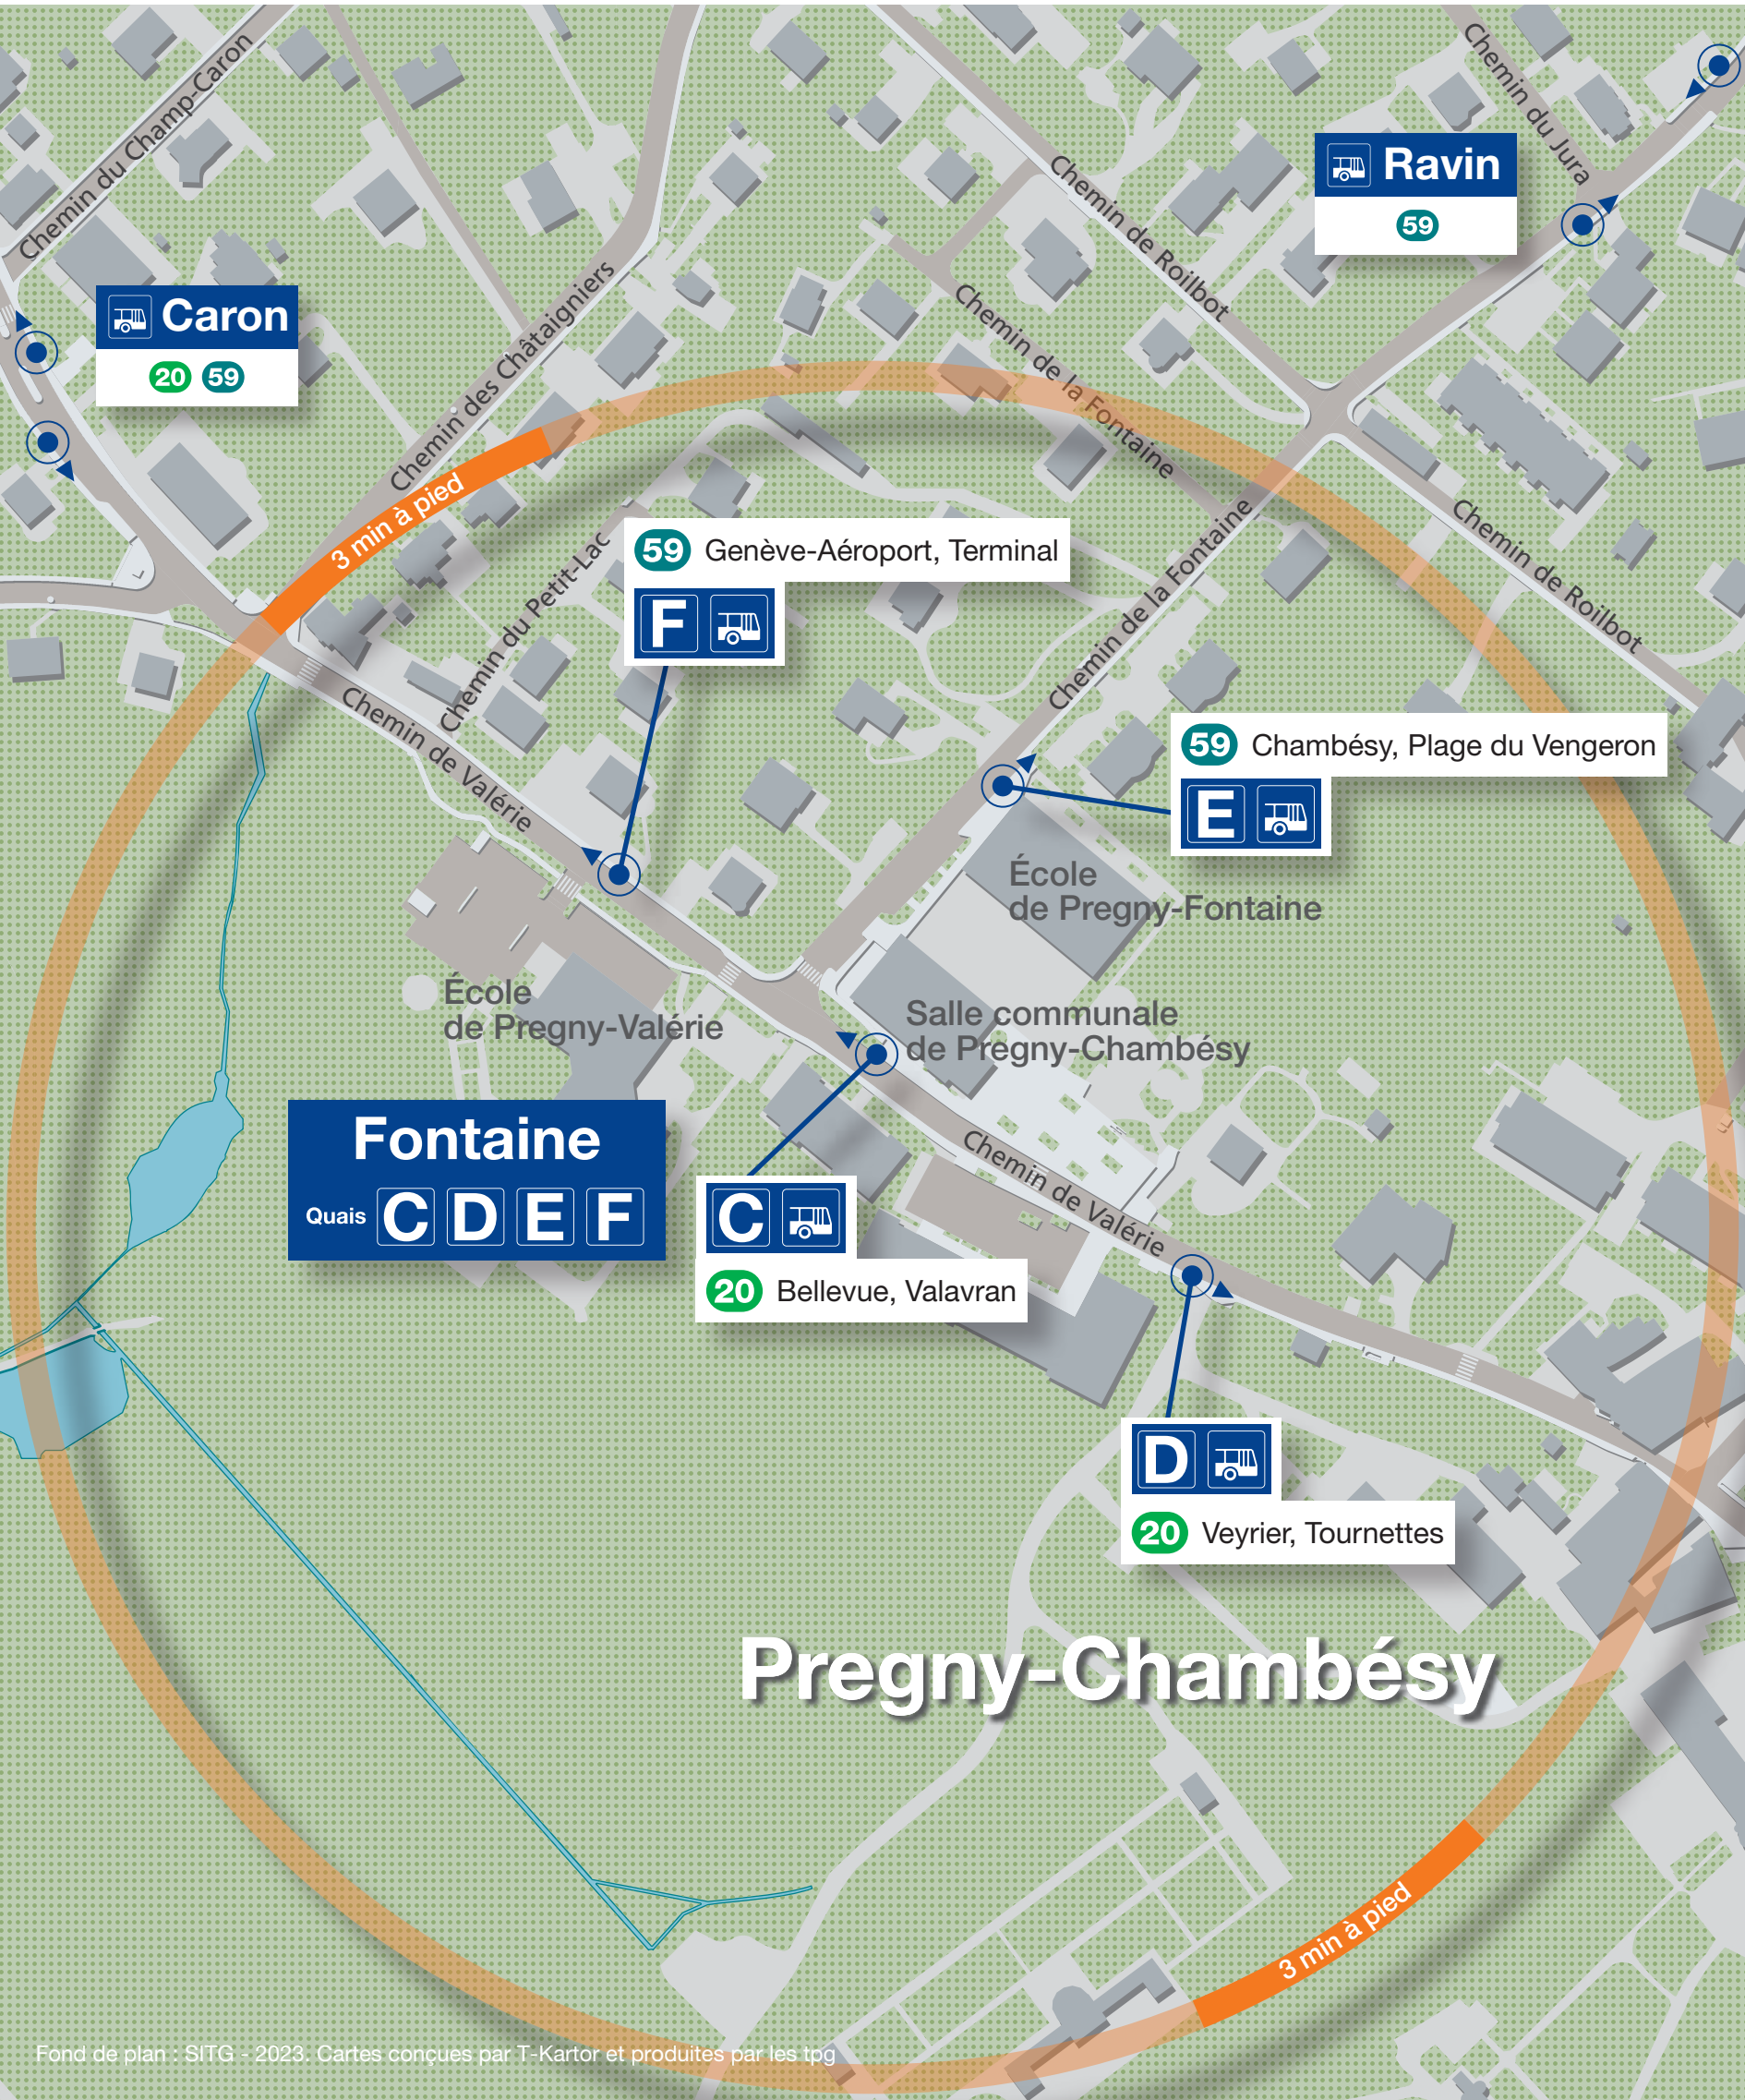 Chemin du Champ-Caron
Chemin du Jura
Ravin
59
Chemin de Roilbot
Caron
20 59
Chemin des Châtaigniers
Chemin de la Fontaine
3 min à pied
Chemin du Petit-Lac
59 Genève-Aéroport, Terminal
F
Chemin de la Fontaine
Chemin de Roilbot
Chemin de Valérie
59 Chambésy, Plage du Vengeron
E
École
de Pregny-Fontaine
École
de Pregny-Valérie
Salle communale
de Pregny-Chambésy
Fontaine
Quais C D E F
Chemin de Valérie
C
20 Bellevue, Valavran
D
20 Veyrier, Tournettes
Pregny-Chambésy
3 min à pied
Fond de plan : SITG - 2023. Cartes conçues par T-Kartor et produites par les tpg